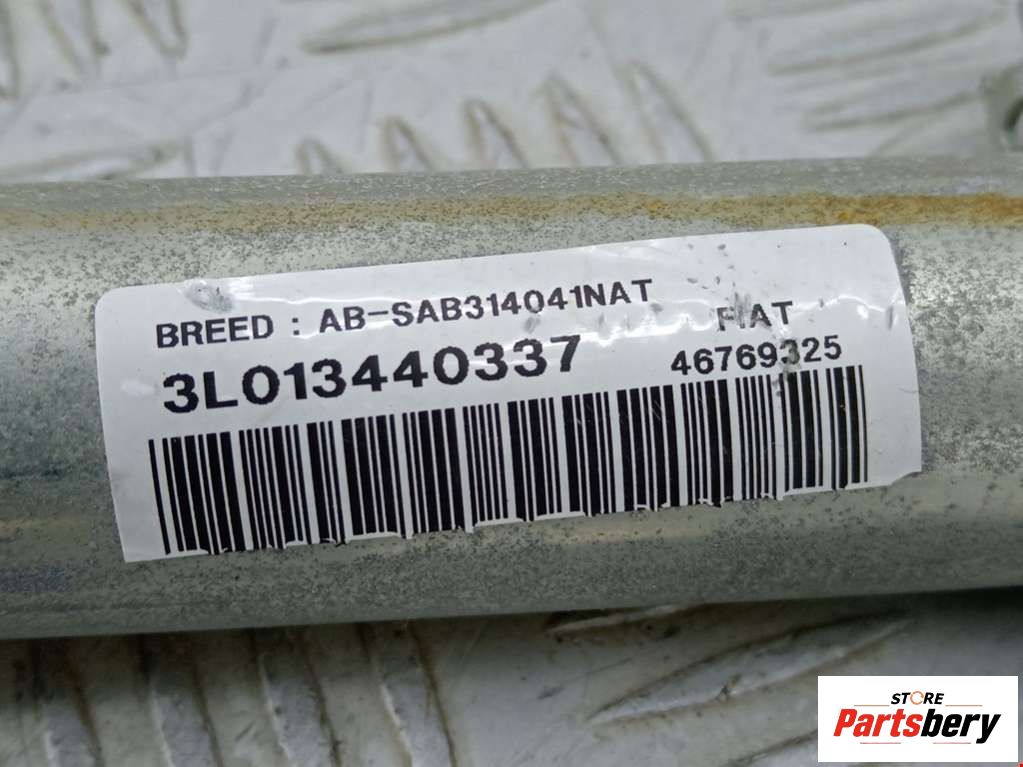 BREED : AB-SAB314041NAT
FIAT
3L013440337
46769325
STORE
Partsbery